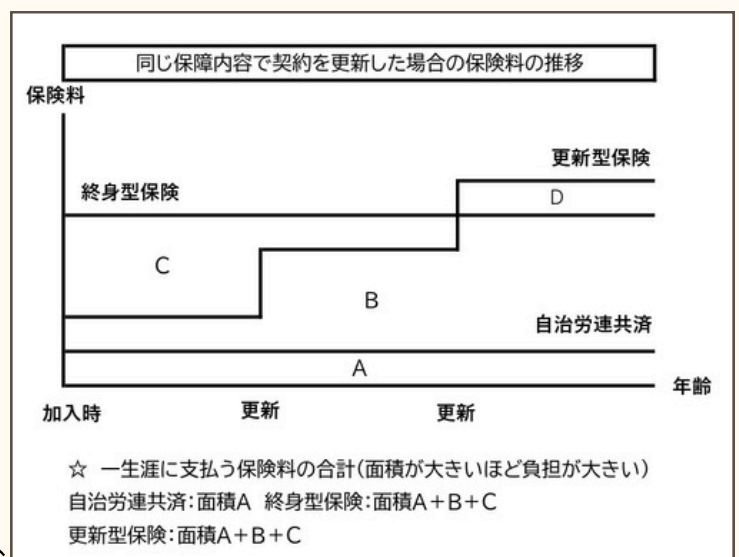 同じ保障内容で契約を更新した場合の保険料の推移
保険料
更新型保険
終身型保険
D
C
B
自治労連共済
A
年齢
加入時 更新 更新
☆ 一生涯に支払う保険料の合計(面積が大きいほど負担が大きい)
自治労連共済:面積A 終身型保険:面積A+B+C
更新型保険:面積A+B+C